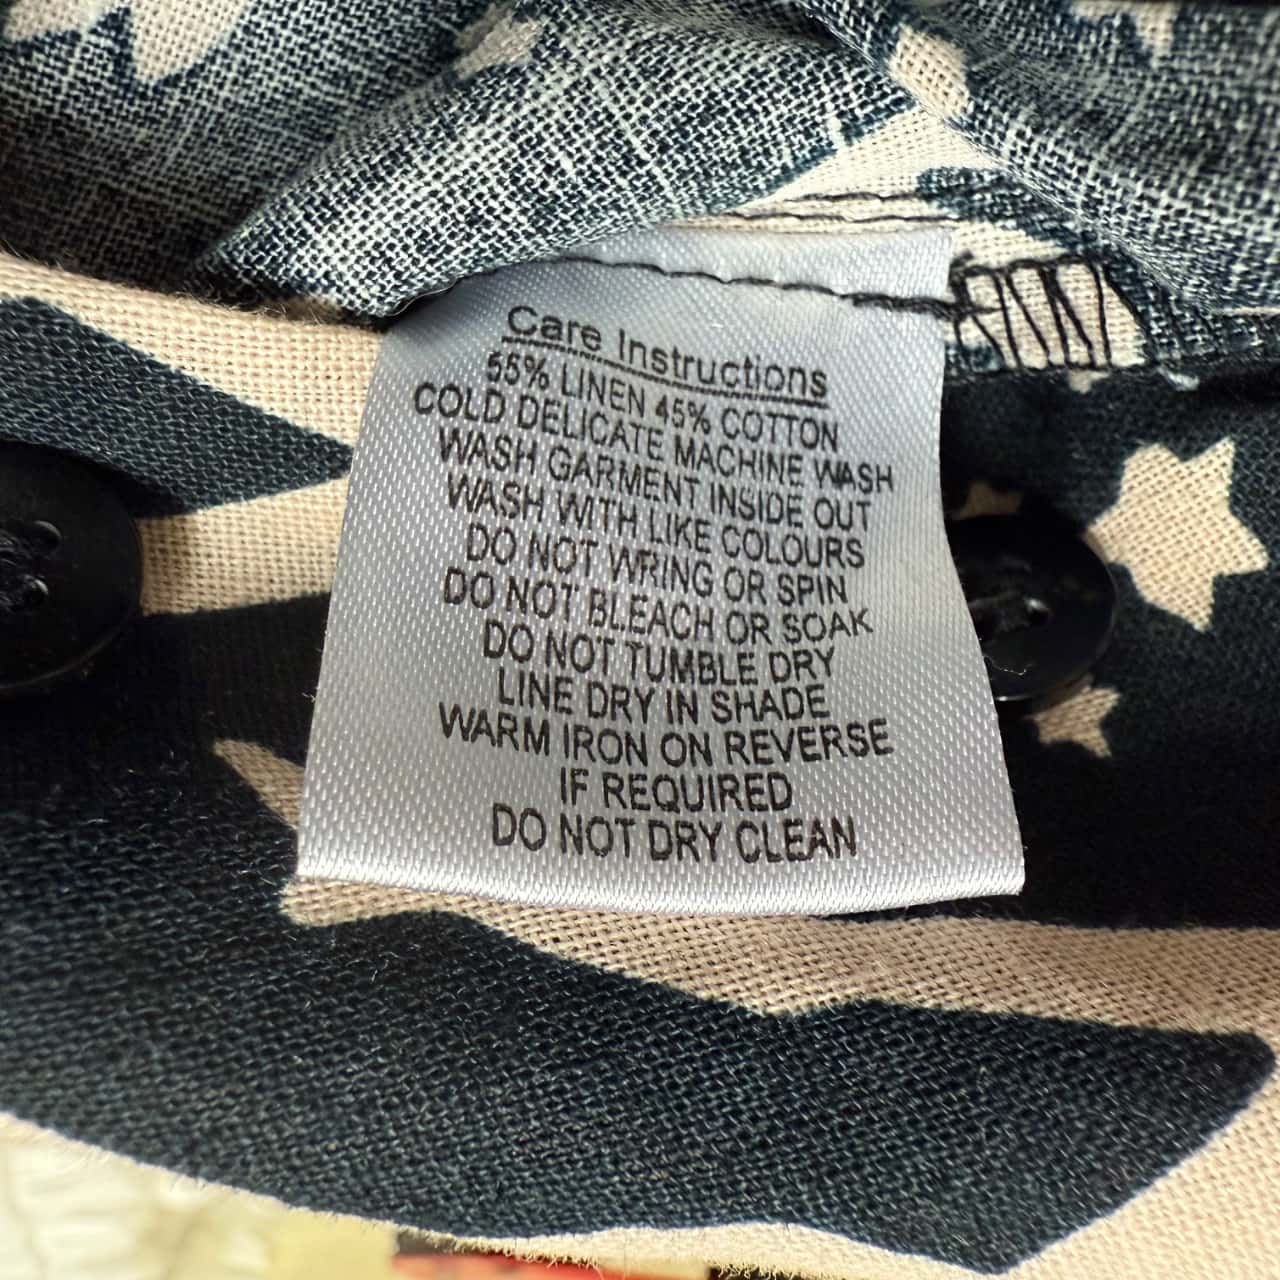 Care Instructions
55% LINEN 45% COTTON
COLD DELICATE MACHINE WASH
WASH GARMENT INSIDE OUT
WASH WITH LIKE COLOURS
DO NOT WRING OR SPIN
DO NOT BLEACH OR SOAK
DO NOT TUMBLE DRY
LINE DRY IN SHADE
WARM IRON ON REVERSE
IF REQUIRED
DO NOT DRY CLEAN